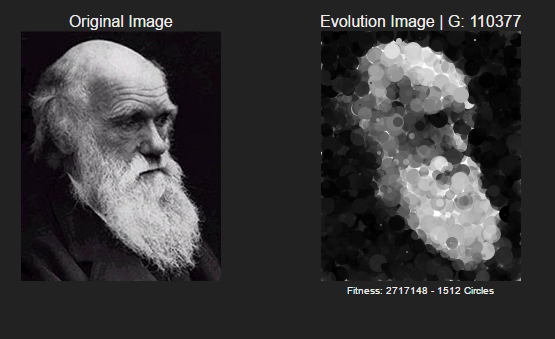 Original Image
Evolution Image | G: 110377
Fitness: 2717148 - 1512 Circles